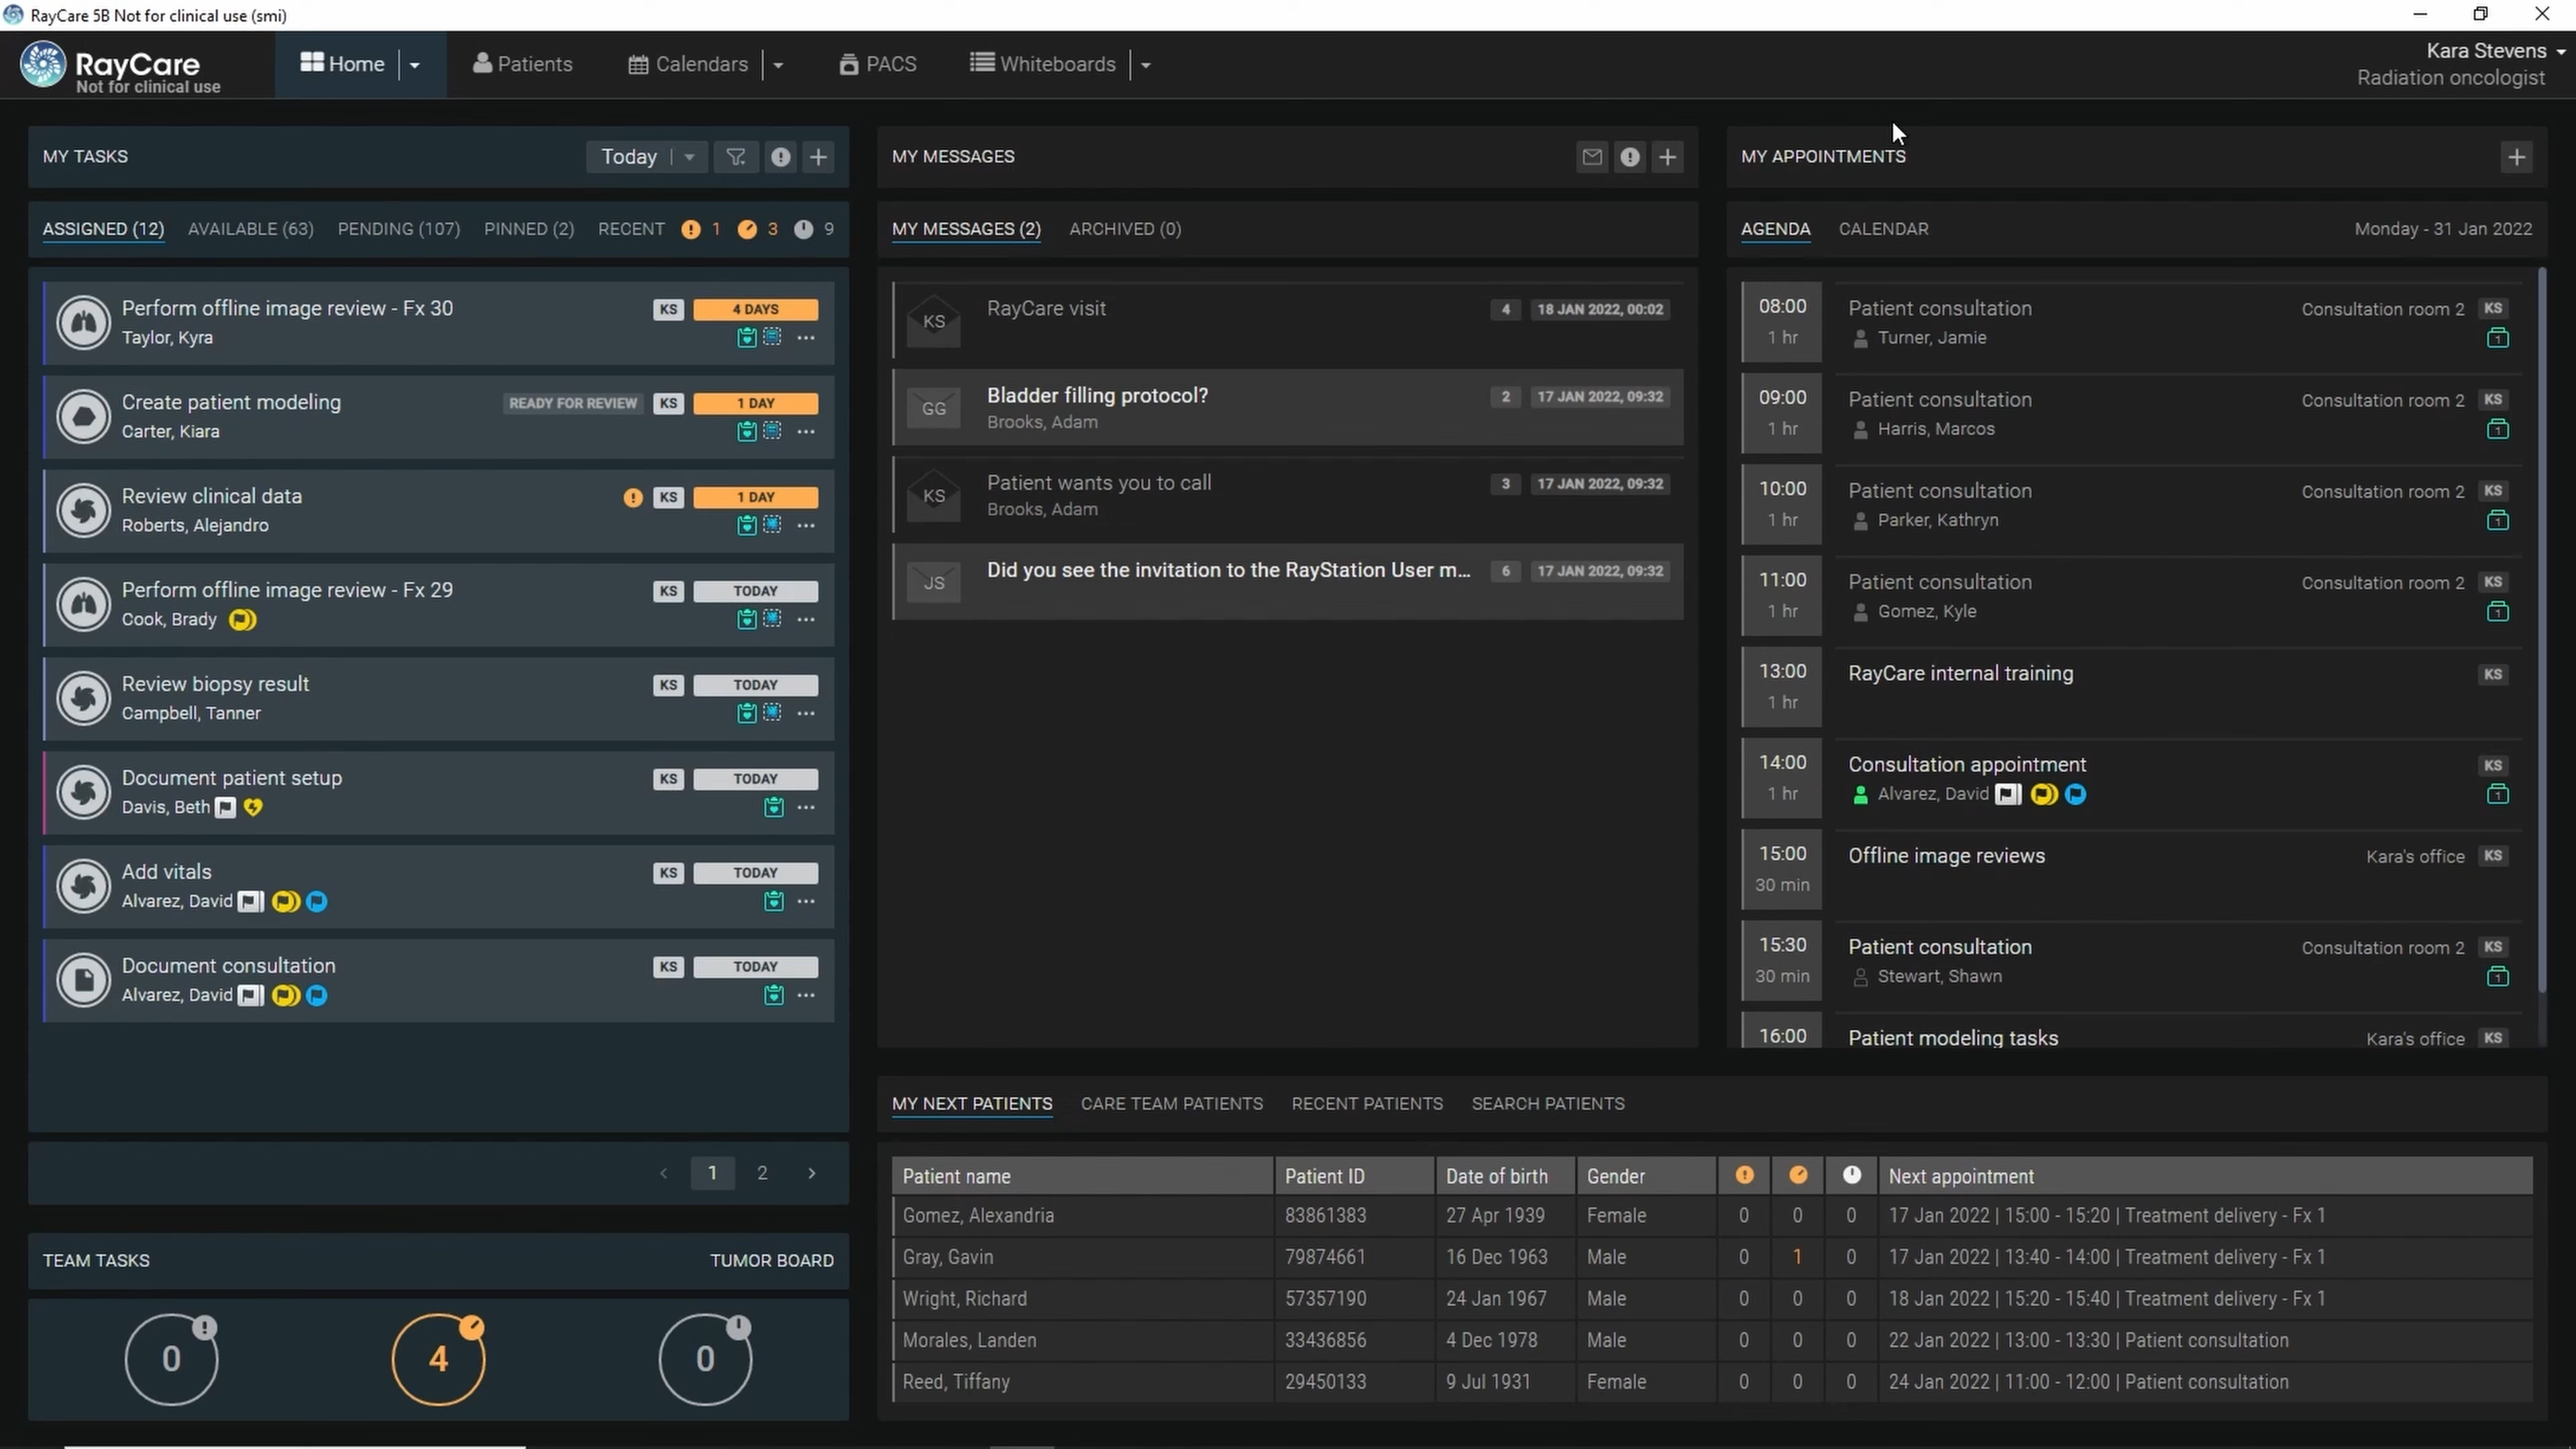 RayCare 5B Not for clinical use (smi)
RayCare
Not for clinical use
Home
Patients
Calendars
PACS
Whiteboards
Kara Stevens
Radiation oncologist
MY TASKS
Today
ASSIGNED (12) AVAILABLE (63) PENDING (107) PINNED (2) RECENT 1 3 9
Perform offline image review - Fx 30 KS 4 DAYS
Taylor, Kyra
Create patient modeling READY FOR REVIEW KS 1 DAY
Carter, Kiara
Review clinical data KS 1 DAY
Roberts, Alejandro
Perform offline image review - Fx 29 KS TODAY
Cook, Brady
Review biopsy result KS TODAY
Campbell, Tanner
Document patient setup KS TODAY
Davis, Beth
Add vitals KS TODAY
Alvarez, David
Document consultation KS TODAY
Alvarez, David
1 2
TEAM TASKS TUMOR BOARD
0 4 0
MY MESSAGES
MY MESSAGES (2) ARCHIVED (0)
KS RayCare visit 4 18 JAN 2022, 00:02
GG Bladder filling protocol? 2 17 JAN 2022, 09:32
Brooks, Adam
KS Patient wants you to call 3 17 JAN 2022, 09:32
Brooks, Adam
JS Did you see the invitation to the RayStation User m... 6 17 JAN 2022, 09:32
MY APPOINTMENTS
AGENDA CALENDAR Monday - 31 Jan 2022
08:00 Patient consultation Consultation room 2 KS
1 hr Turner, Jamie 1
09:00 Patient consultation Consultation room 2 KS
1 hr Harris, Marcos 1
10:00 Patient consultation Consultation room 2 KS
1 hr Parker, Kathryn 1
11:00 Patient consultation Consultation room 2 KS
1 hr Gomez, Kyle 1
13:00 RayCare internal training KS
1 hr
14:00 Consultation appointment KS
1 hr Alvarez, David 1
15:00 Offline image reviews Kara's office KS
30 min
15:30 Patient consultation Consultation room 2 KS
30 min Stewart, Shawn 1
16:00 Patient modeling tasks Kara's office KS
MY NEXT PATIENTS CARE TEAM PATIENTS RECENT PATIENTS SEARCH PATIENTS
Patient name Patient ID Date of birth Gender Next appointment
Gomez, Alexandria 83861383 27 Apr 1939 Female 0 0 0 17 Jan 2022 | 15:00 - 15:20 | Treatment delivery - Fx 1
Gray, Gavin 79874661 16 Dec 1963 Male 0 1 0 17 Jan 2022 | 13:40 - 14:00 | Treatment delivery - Fx 1
Wright, Richard 57357190 24 Jan 1967 Male 0 0 0 18 Jan 2022 | 15:20 - 15:40 | Treatment delivery - Fx 1
Morales, Landen 33436856 4 Dec 1978 Male 0 0 0 22 Jan 2022 | 13:00 - 13:30 | Patient consultation
Reed, Tiffany 29450133 9 Jul 1931 Female 0 0 0 24 Jan 2022 | 11:00 - 12:00 | Patient consultation